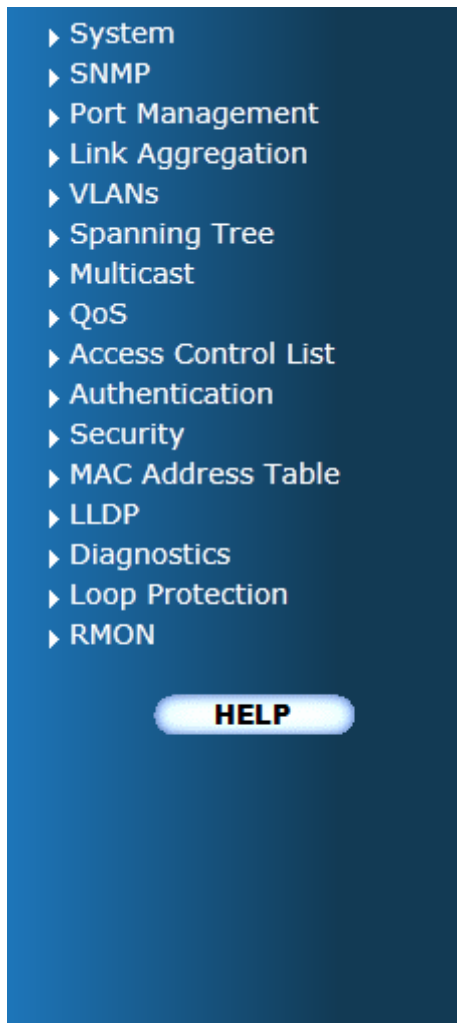 System
SNMP
Port Management
Link Aggregation
VLANs
Spanning Tree
Multicast
QoS
Access Control List
Authentication
Security
MAC Address Table
LLDP
Diagnostics
Loop Protection
RMON
HELP